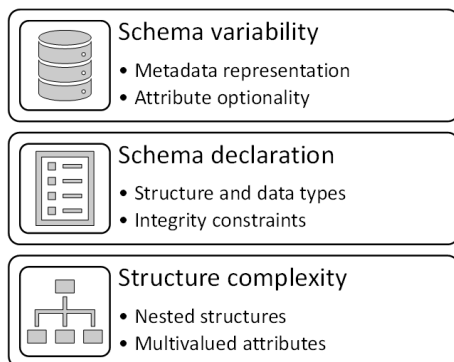 Schema variability
• Metadata representation
• Attribute optionality
Schema declaration
• Structure and data types
• Integrity constraints
Structure complexity
• Nested structures
• Multivalued attributes